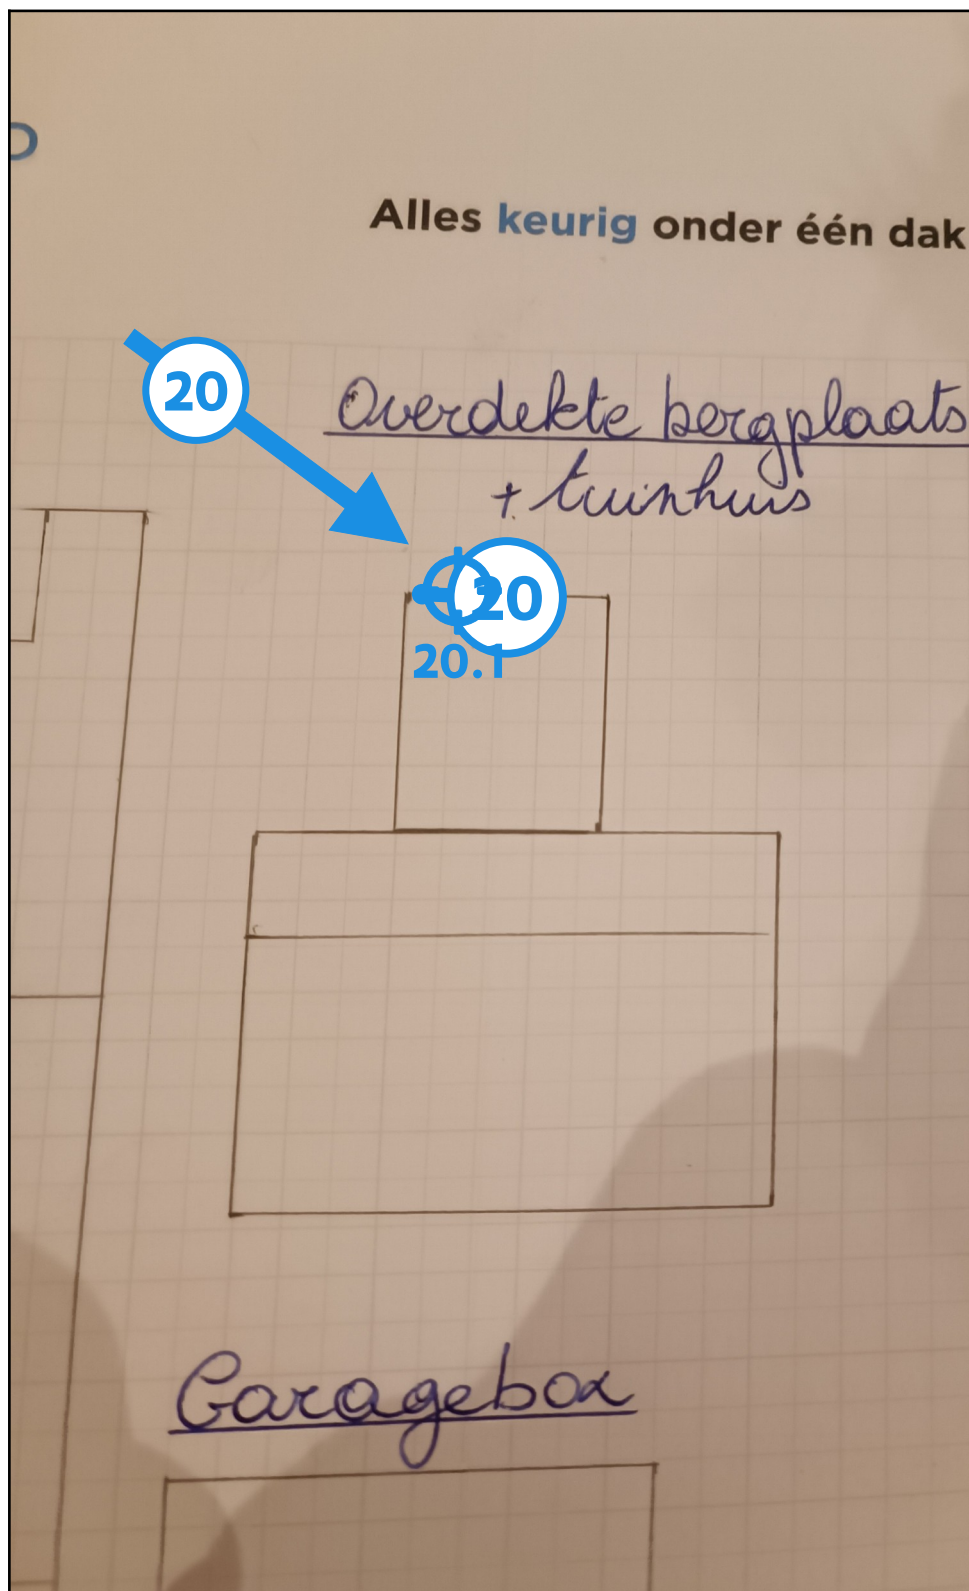 Alles keurig onder één dak
20
Overdekte bergplaats
+ tuinhuis
20
20.1
Garagebox